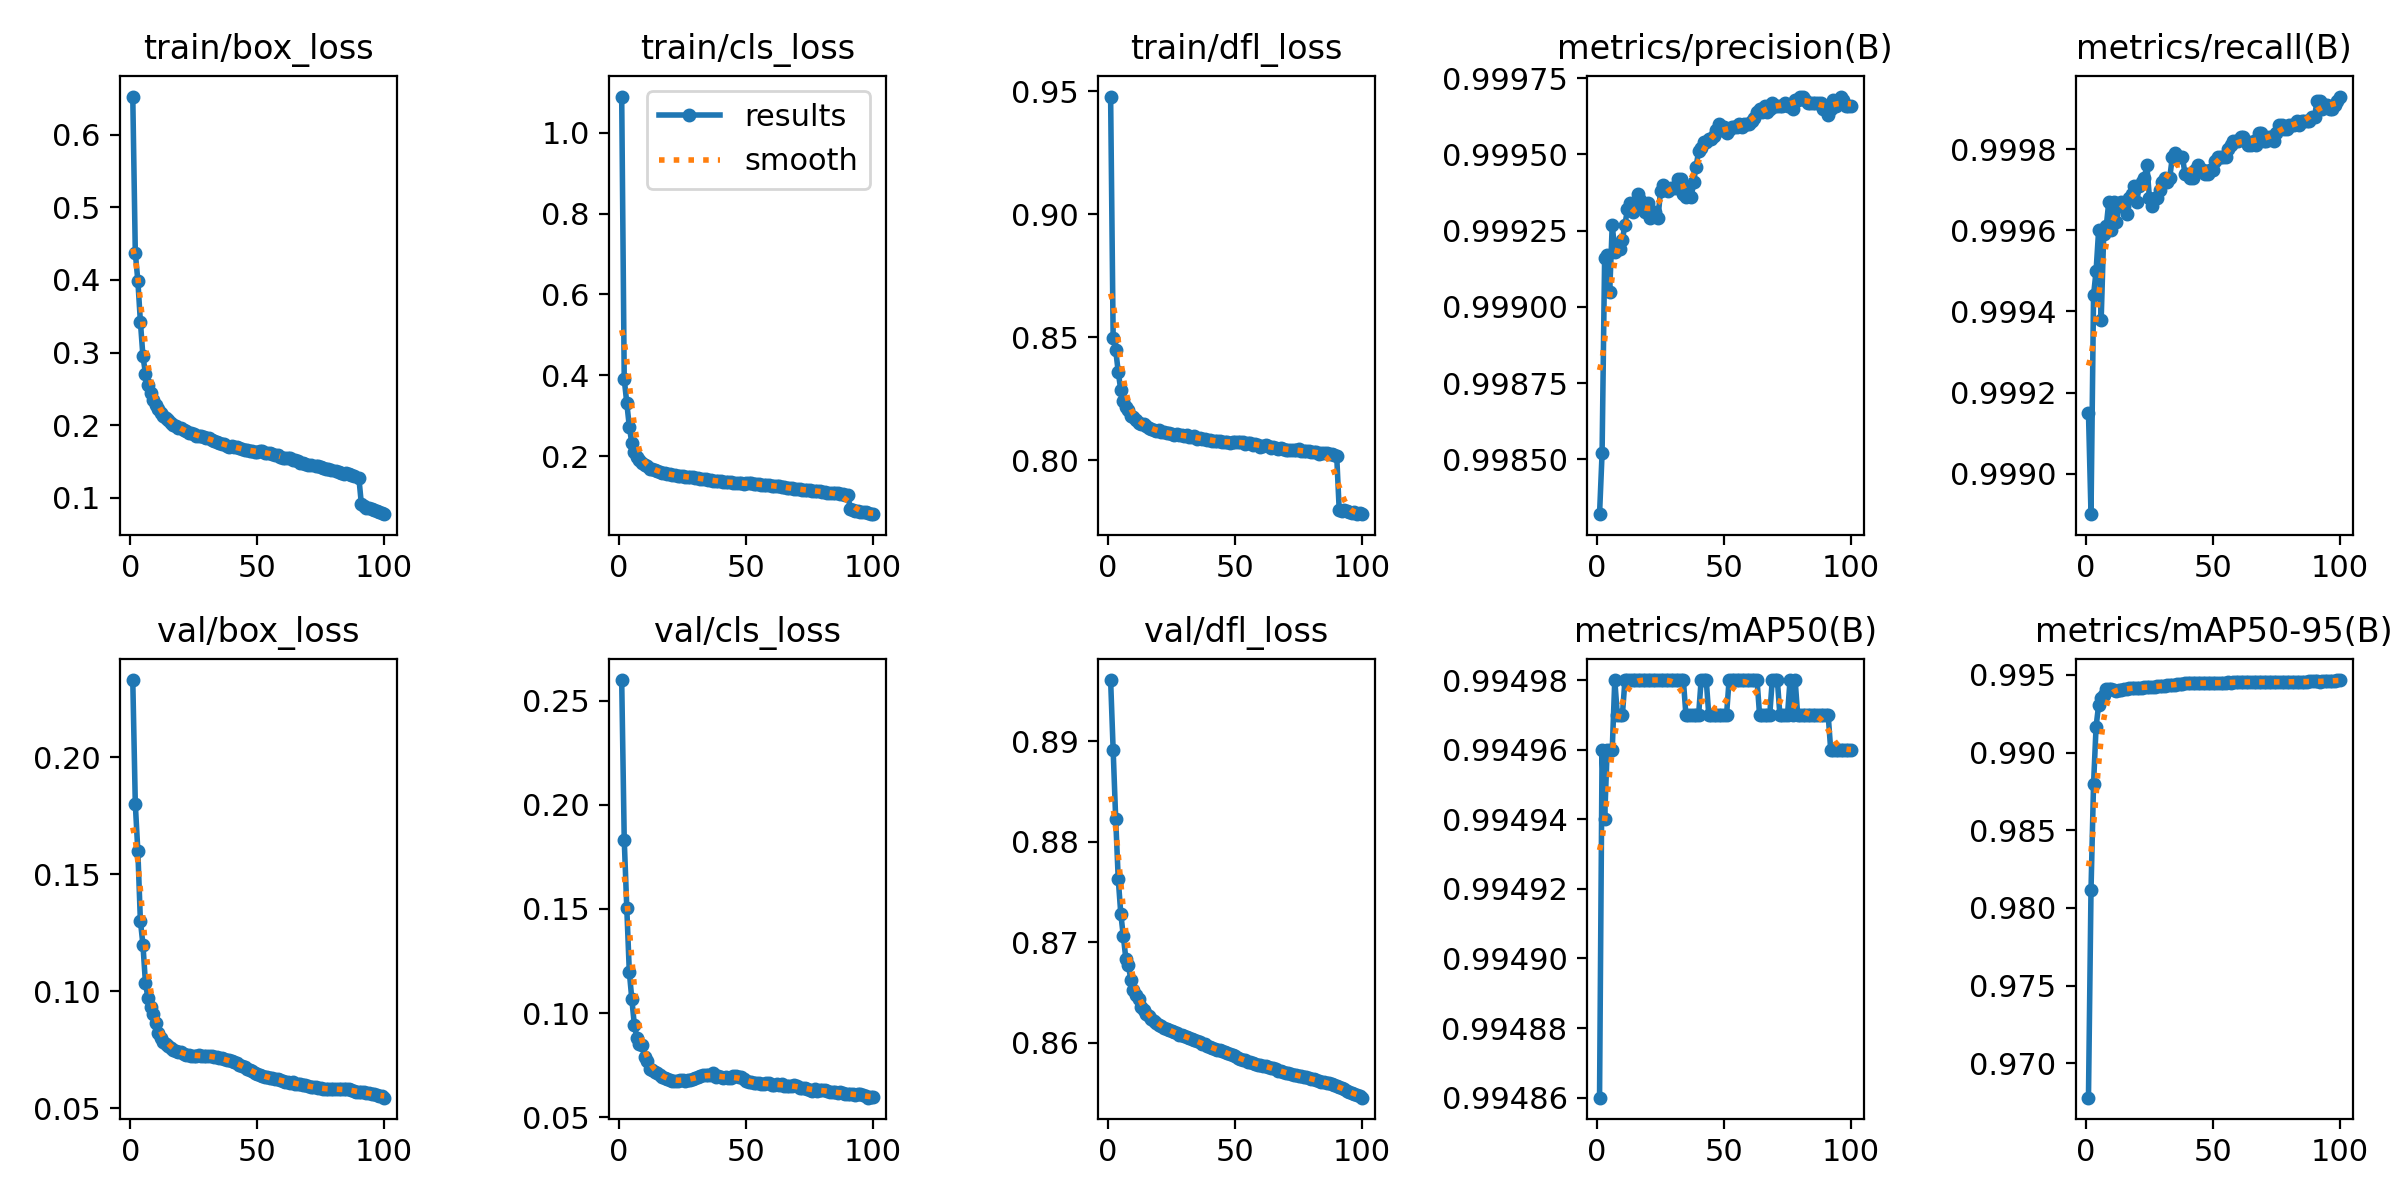 train/box_loss
0.6
0.5
0.4
0.3
0.2
0.1
0 50 100
train/cls_loss
results
smooth
1.0
0.8
0.6
0.4
0.2
0 50 100
train/dfl_loss
0.95
0.90
0.85
0.80
0 50 100
metrics/precision(B)
0.99975
0.99950
0.99925
0.99900
0.99875
0.99850
0 50 100
metrics/recall(B)
0.9998
0.9996
0.9994
0.9992
0.9990
0 50 100
val/box_loss
0.20
0.15
0.10
0.05
0 50 100
val/cls_loss
0.25
0.20
0.15
0.10
0.05
0 50 100
val/dfl_loss
0.89
0.88
0.87
0.86
0 50 100
metrics/mAP50(B)
0.99498
0.99496
0.99494
0.99492
0.99490
0.99488
0.99486
0 50 100
metrics/mAP50-95(B)
0.995
0.990
0.985
0.980
0.975
0.970
0 50 100